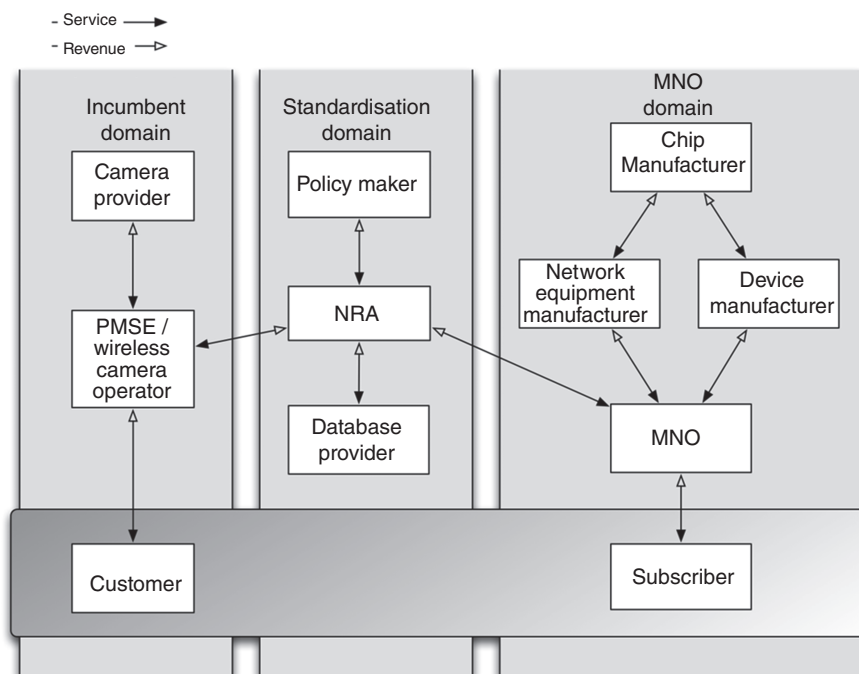 - Service
- Revenue
Incumbent
domain
Camera
provider
PMSE /
wireless
camera
operator
Customer
Standardisation
domain
Policy maker
NRA
Database
provider
MNO
domain
Chip
Manufacturer
Network
equipment
manufacturer
Device
manufacturer
MNO
Subscriber